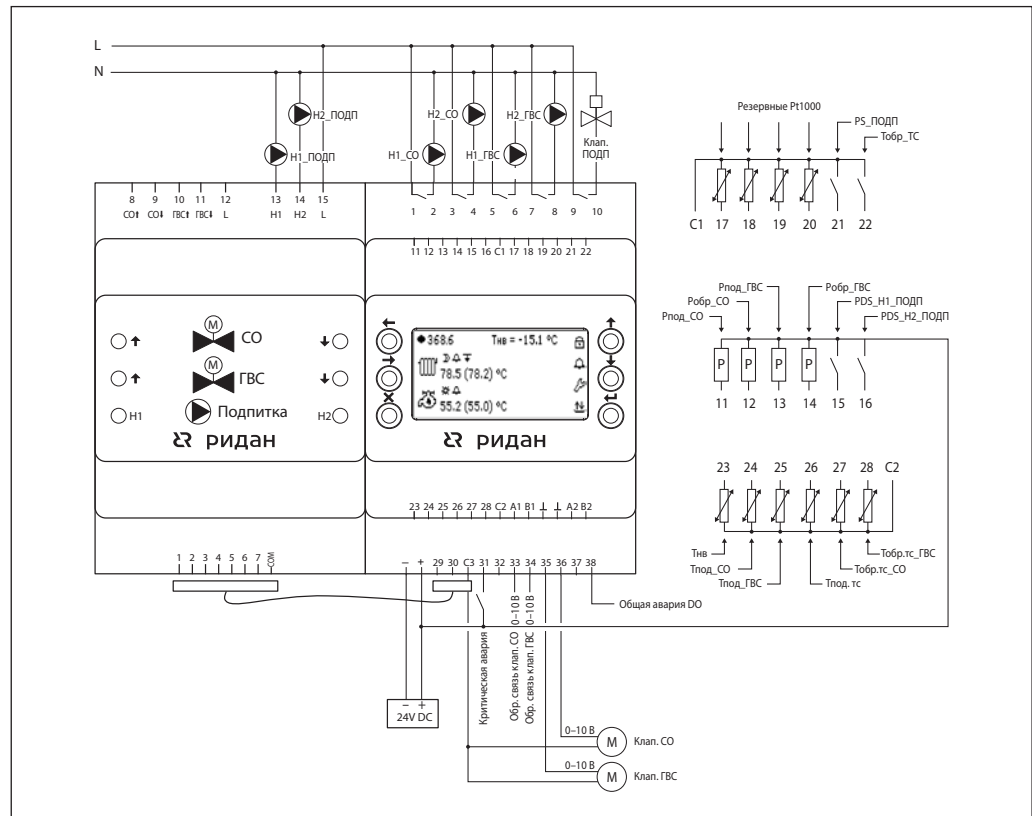 L
N
H2_ПОДП
H1_ПОДП
H2_СО
H1_СО
H2_ГВС
H1_ГВС
Клап.
ПОДП
Резервные Pt1000
PS_ПОДП
Тобр_ТС
C1 17 18 19 20 21 22
8 9 10 11 12 13 14 15
СО⬆ СО⬇ ГВС⬆ ГВС⬇ L H1 H2 L
1 2 3 4 5 6 7 8 9 10
11 12 13 14 15 16 C1 17 18 19 20 21 22
M
СО
M
ГВС
H1
Подпитка
H2
ридан
368.6 Tнв = -15.1 °C
78.5 (78.2) °C
55.2 (55.0) °C
ридан
Рпод_ГВС
Робр_ГВС
Робр_СО
PDS_H1_ПОДП
Рпод_СО
PDS_H2_ПОДП
P P P P
11 12 13 14 15 16
23 24 25 26 27 28 C2
Тнв
Тобр.тс_ГВС
Тпод_СО
Тобр.тс_СО
Тпод_ГВС
Тпод. тс
23 24 25 26 27 28 C2 A1 B1 ⊥ ⊥ A2 B2
1 2 3 4 5 6 7 COM
– + 29 30 C3 31 32 33 34 35 36 37 38
Общая авария DO
Критическая авария
Обр. связь клап. СО 0–10 В
Обр. связь клап. ГВС 0–10 В
– +
24V DC
0–10 В
M
Клап. СО
0–10 В
M
Клап. ГВС